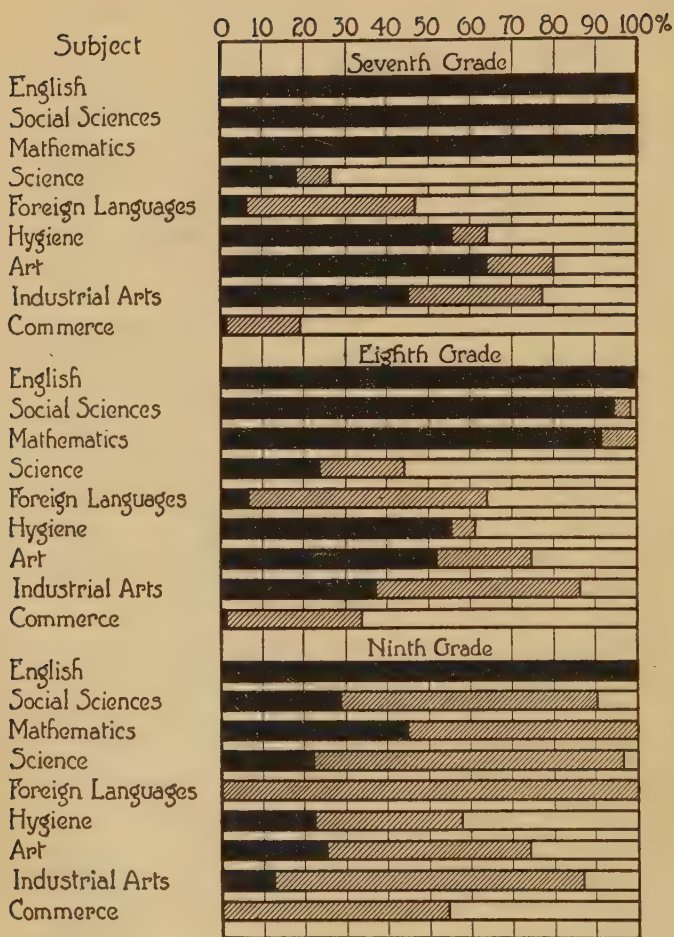 0 10 20 30 40 50 60 70 80 90 100%
Subject
Seventh Grade
English
Social Sciences
Mathematics
Science
Foreign Languages
Hygiene
Art
Industrial Arts
Commerce
Eighth Grade
English
Social Sciences
Mathematics
Science
Foreign Languages
Hygiene
Art
Industrial Arts
Commerce
Ninth Grade
English
Social Sciences
Mathematics
Science
Foreign Languages
Hygiene
Art
Industrial Arts
Commerce